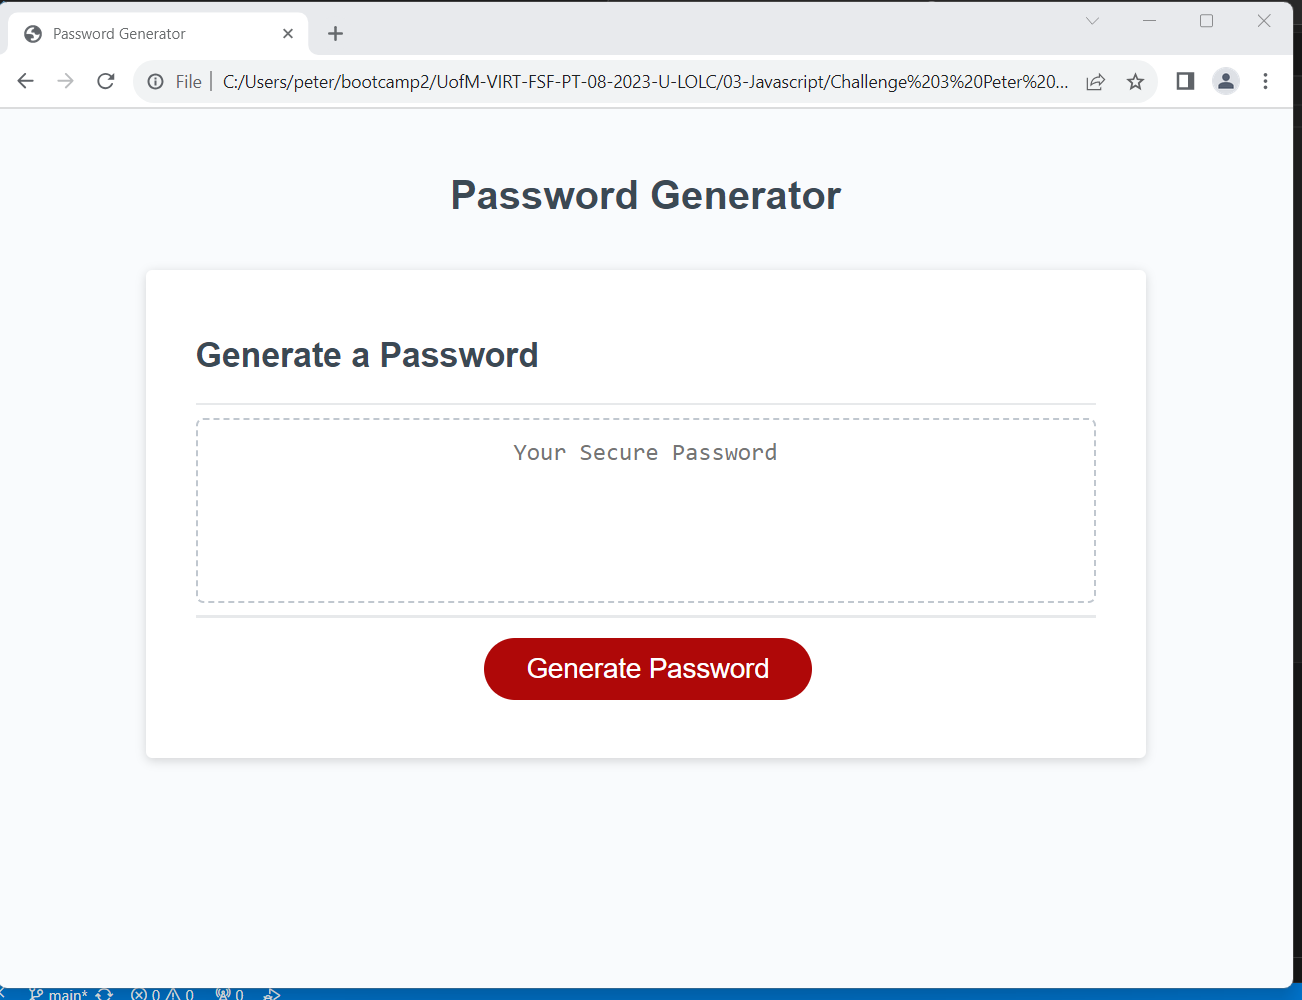 Password Generator
File
C:/Users/peter/bootcamp2/UofM-VIRT-FSF-PT-08-2023-U-LOLC/03-Javascript/Challenge%203%20Peter%20...
Password Generator
Generate a Password
Your Secure Password
Generate Password
main* 0 0 0